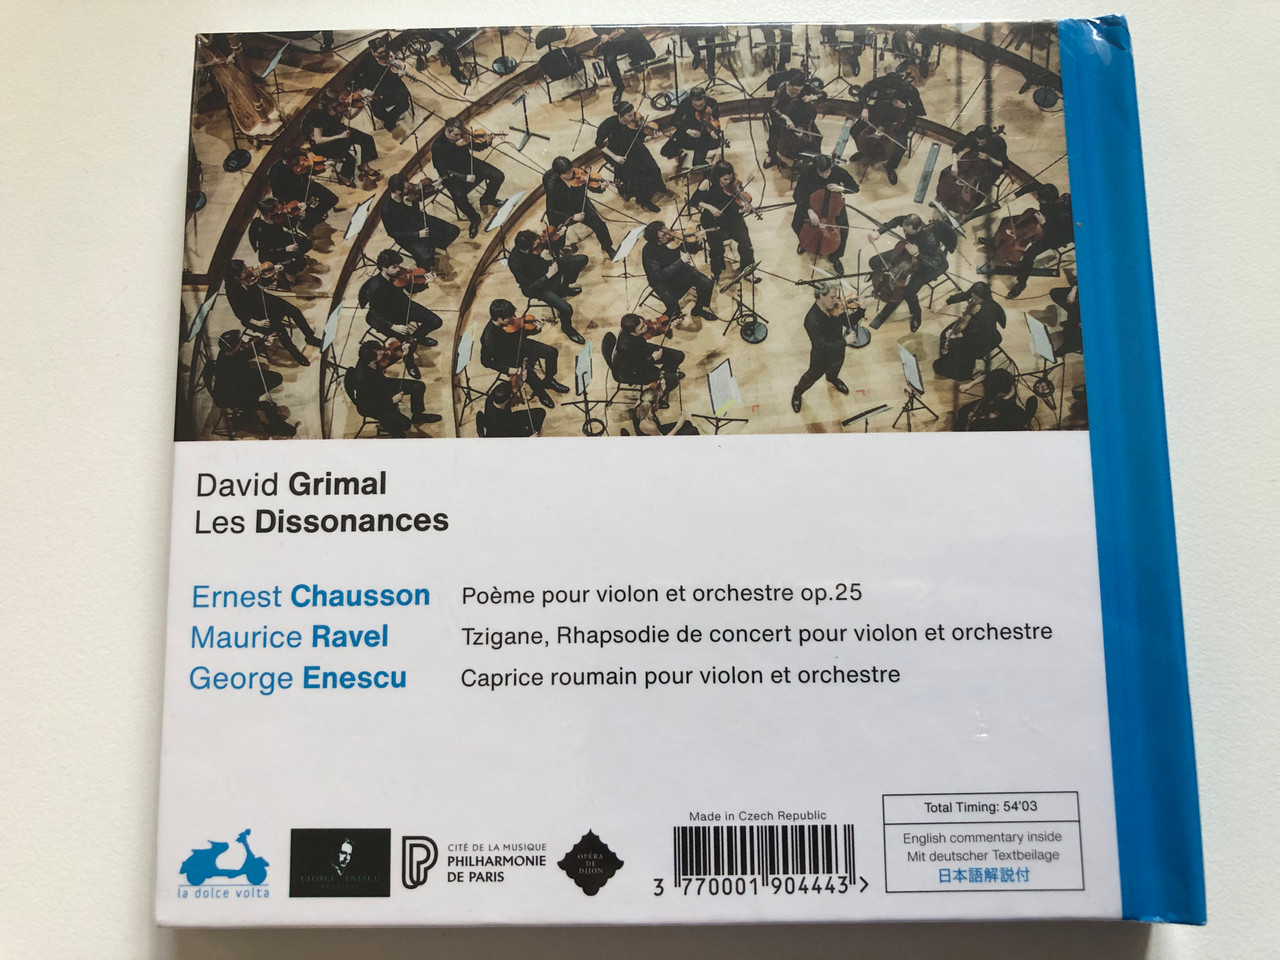 David Grimal
Les Dissonances
Ernest Chausson Poème pour violon et orchestre op.25
Maurice Ravel Tzigane, Rhapsodie de concert pour violon et orchestre
George Enescu Caprice roumain pour violon et orchestre
la dolce volta
GEORGE ENESCU
CITÉ DE LA MUSIQUE
PHILHARMONIE
DE PARIS
OPÉRA
DE
DIJON
Made in Czech Republic
3 770001 904443 >
Total Timing: 54'03
English commentary inside
Mit deutscher Textbeilage
日本語解説付